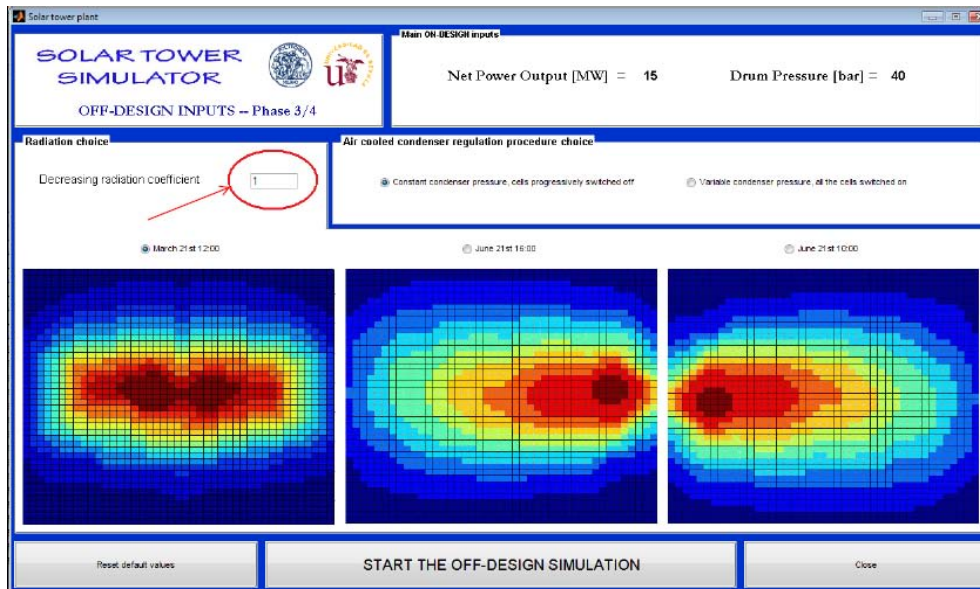 Solar tower plant
SOLAR TOWER
SIMULATOR
OFF-DESIGN INPUTS -- Phase 3/4
Main ON-DESIGN inputs
Net Power Output [MW] = 15
Drum Pressure [bar] = 40
Radiation choice
Decreasing radiation coefficient 1
Air cooled condenser regulation procedure choice
Constant condenser pressure, cells progressively switched off
Variable condenser pressure, all the cells switched on
March 21st 12:00
June 21st 16:00
June 21st 10:00
Reset default values
START THE OFF-DESIGN SIMULATION
Close